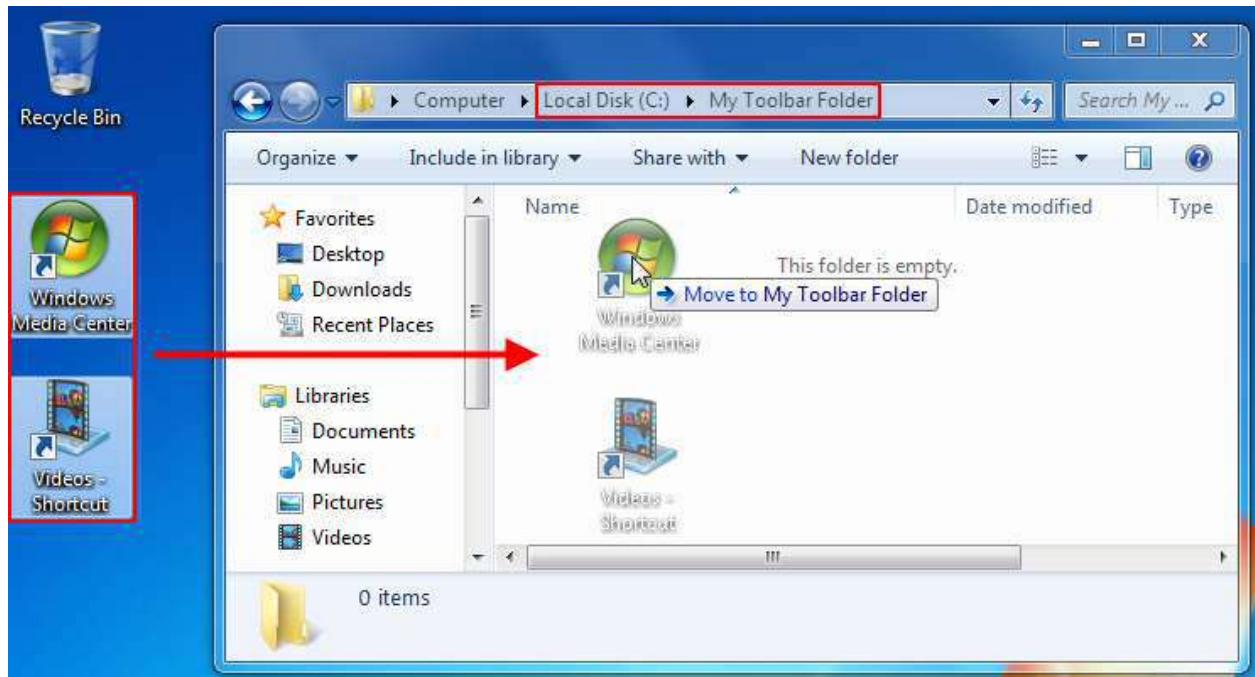 Recycle Bin
Windows
Media Center
Videos -
Shortcut
Computer Local Disk (C:) My Toolbar Folder
Search My ...
Organize Include in library Share with New folder
Name Date modified Type
Favorites
Desktop
Downloads
Recent Places
Libraries
Documents
Music
Pictures
Videos
This folder is empty.
Move to My Toolbar Folder
Windows
Media Center
Videos -
Shortcut
0 items